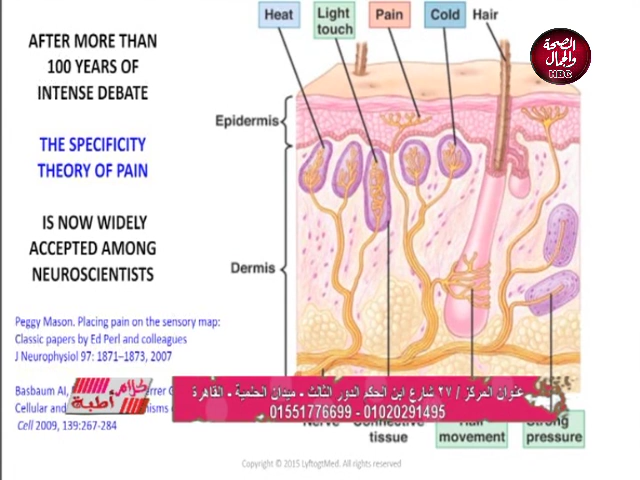 AFTER MORE THAN
100 YEARS OF
INTENSE DEBATE
THE SPECIFICITY
THEORY OF PAIN
IS NOW WIDELY
ACCEPTED AMONG
NEUROSCIENTISTS
Peggy Mason. Placing pain on the sensory map:
Classic papers by Ed Perl and colleagues
J Neurophysiol 97: 1871–1873, 2007
Basbaum AI,
Cellular and
Cell 2009, 139:267-284
Heat
Light
touch
Pain
Cold
Hair
الصحة
والجمال
HBC
Epidermis
Dermis
كلام أطبة
عنوان المركز / ٢٧ شارع ابن الحكم الدور الثالث - ميدان الحلمية - القاهرة
01551776699 - 01020291495
Nerve
Connective
tissue
Hair
movement
Strong
pressure
Copyright © 2015 LyftogtMed. All rights reserved